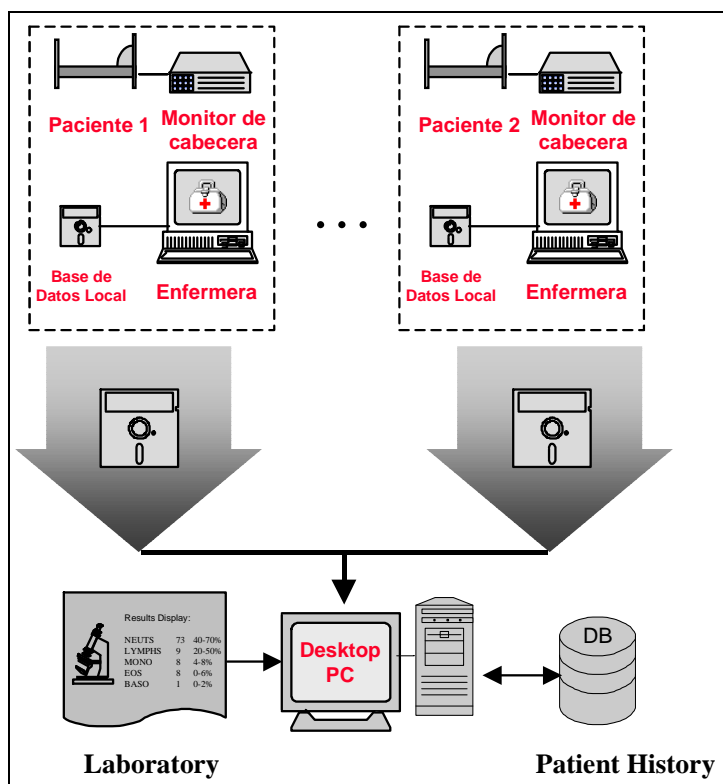 Paciente 1
Monitor de
cabecera
Base de
Datos Local
Enfermera
. . .
Paciente 2
Monitor de
cabecera
Base de
Datos Local
Enfermera
Results Display:
NEUTS 73 40-70%
LYMPHS 9 20-50%
MONO 8 4-8%
EOS 8 0-6%
BASO 1 0-2%
Desktop
PC
DB
Laboratory
Patient History